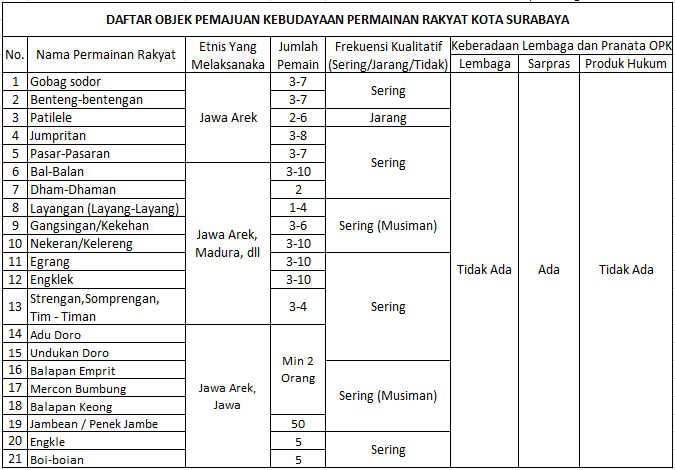 DAFTAR OBJEK PEMAJUAN KEBUDAYAAN PERMAINAN RAKYAT KOTA SURABAYA
No. Nama Permainan Rakyat Etnis Yang Melaksanaka Jumlah Pemain Frekuensi Kualitatif (Sering/Jarang/Tidak) Keberadaan Lembaga dan Pranata OPK
Lembaga Sarpras Produk Hukum
1 Gobag sodor 3-7
Sering
2 Benteng-bentengan 3-7
3 Patilele Jawa Arek 2-6 Jarang
4 Jumpritan 3-8
5 Pasar-Pasaran 3-7
Sering
6 Bal-Balan 3-10
7 Dham-Dhaman 2
8 Layangan (Layang-Layang) 1-4
9 Gangsingan/Kekehan Jawa Arek, 3-6 Sering (Musiman)
10 Nekeran/Kelereng Madura, dll 3-10
11 Egrang 3-10 Tidak Ada Ada Tidak Ada
12 Engklek 3-10
13 Strengan,Somprengan,
Tim - Timan 3-4 Sering
14 Adu Doro
15 Undukan Doro
16 Balapan Emprit Min 2
Orang
17 Mercon Bumbung Jawa Arek,
Jawa
18 Balapan Keong Sering (Musiman)
19 Jambean / Penek Jambe 50
20 Engkle 5
Sering
21 Boi-boian 5